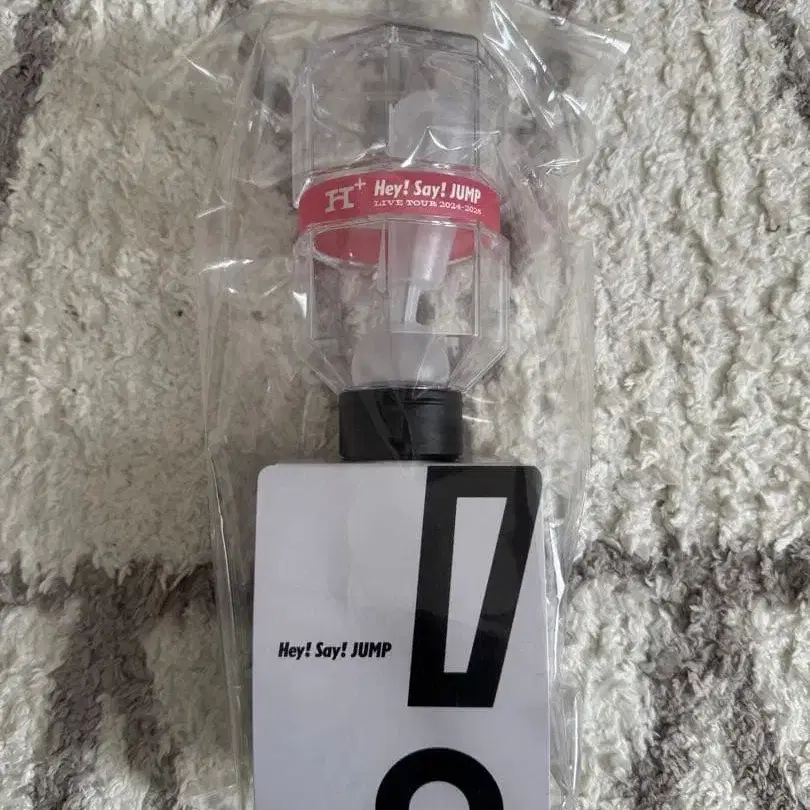 H+ Hey! Say! JUMP
LIVE TOUR 2024-2025
Hey! Say! JUMP
!